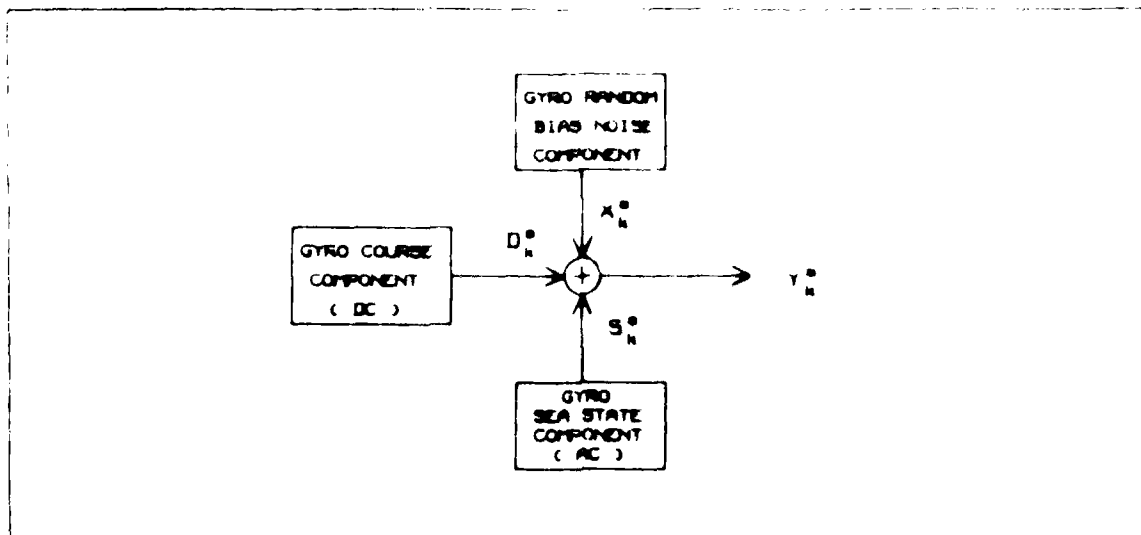 GYRO RANDOM
BIAS NOISE
COMPONENT
X
D
GYRO COURSE
COMPONENT
( DC )
+
Y
S
GYRO
SEA STATE
COMPONENT
( AC )